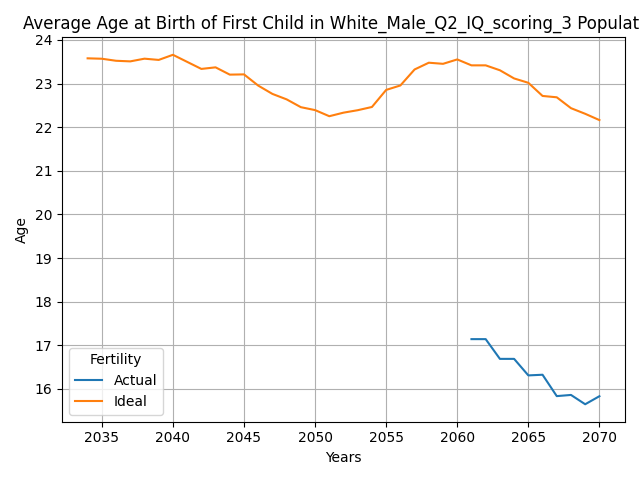 Average Age at Birth of First Child in White_Male_Q2_IQ_scoring_3 Populat
24
23
22
21
20
19
18
17
16
Age
Fertility
Actual
Ideal
2035 2040 2045 2050 2055 2060 2065 2070
Years